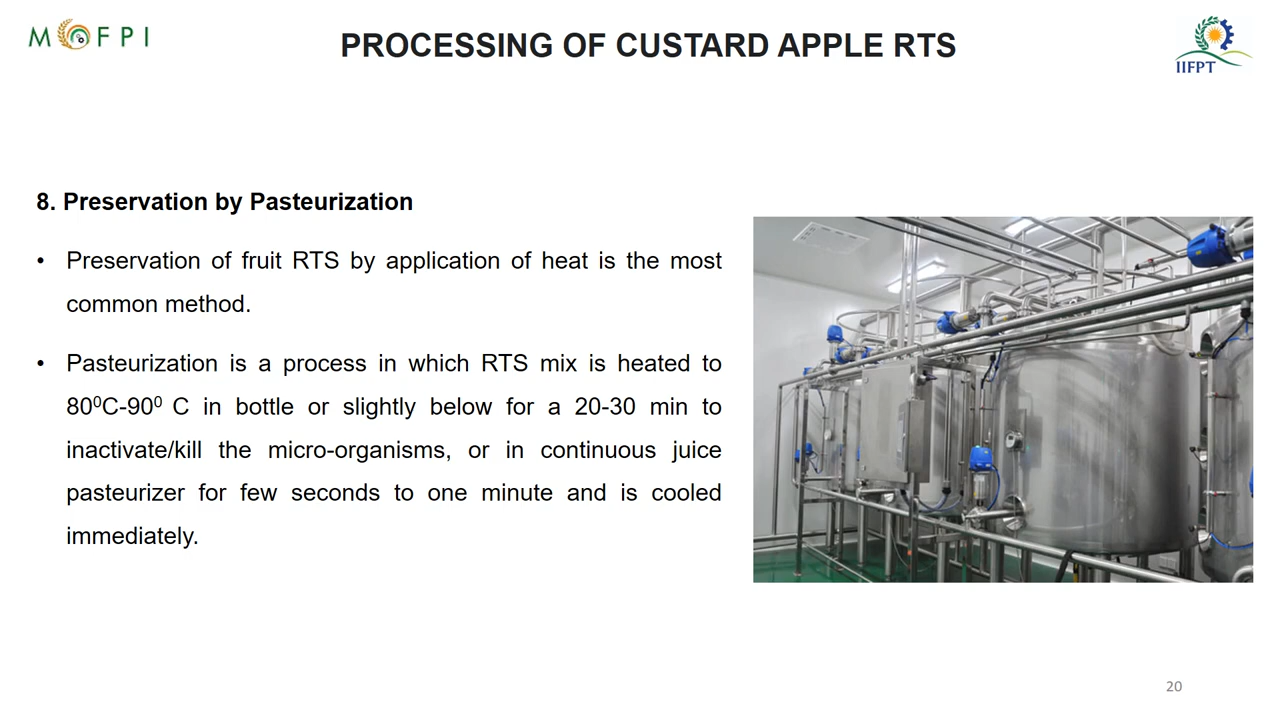 MOFPI
PROCESSING OF CUSTARD APPLE RTS
IIFPT
8. Preservation by Pasteurization
• Preservation of fruit RTS by application of heat is the most
common method.
• Pasteurization is a process in which RTS mix is heated to
80⁰C-90⁰ C in bottle or slightly below for a 20-30 min to
inactivate/kill the micro-organisms, or in continuous juice
pasteurizer for few seconds to one minute and is cooled
immediately.
20